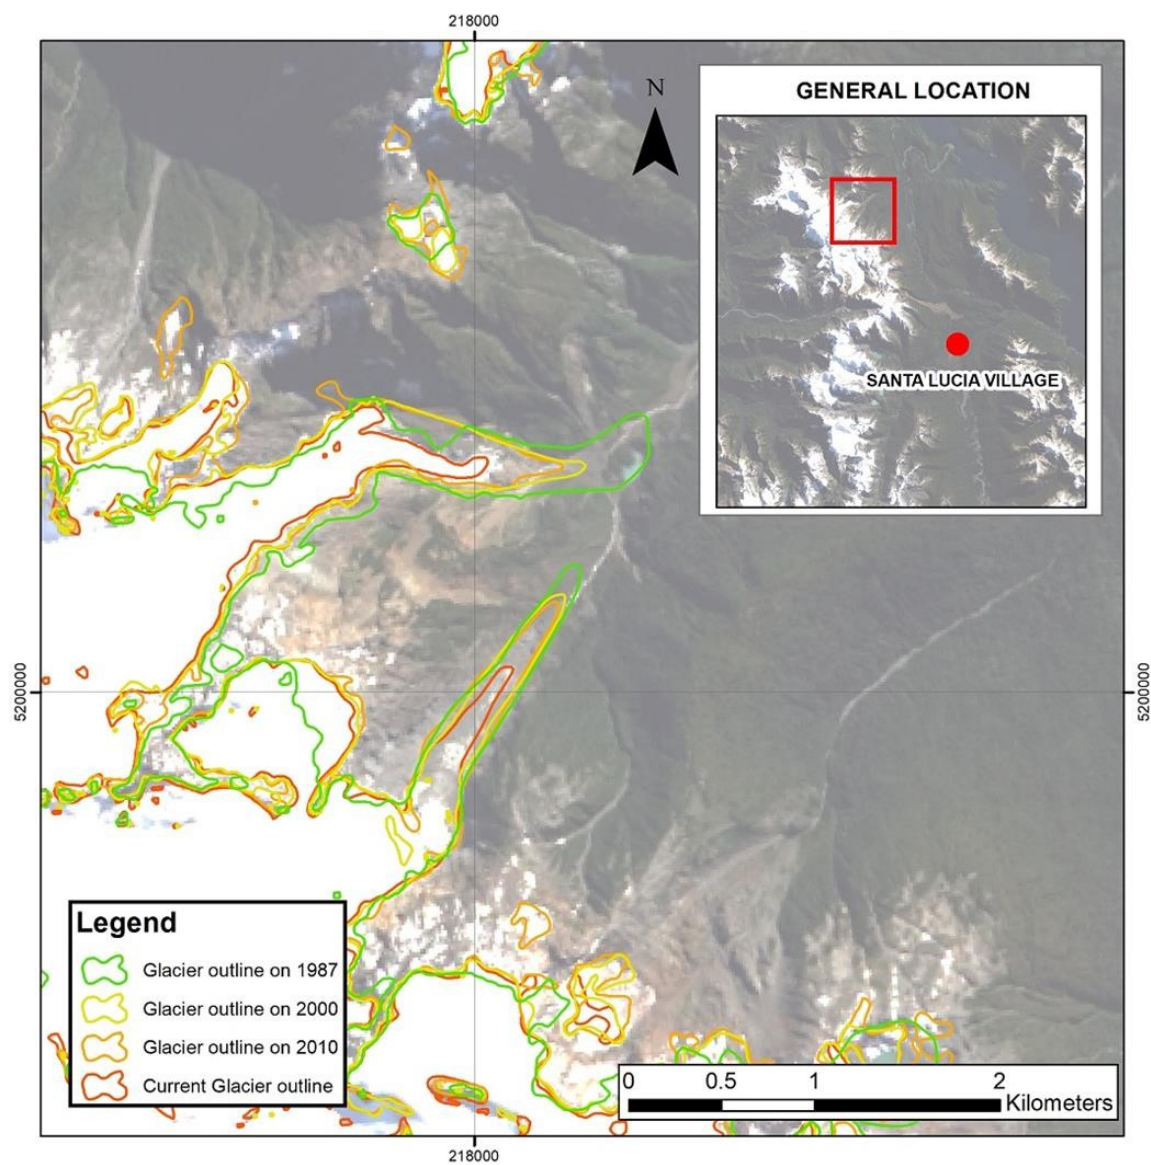 218000
N
GENERAL LOCATION
SANTA LUCIA VILLAGE
5200000
5200000
Legend
Glacier outline on 1987
Glacier outline on 2000
Glacier outline on 2010
Current Glacier outline
0 0.5 1 2
Kilometers
218000